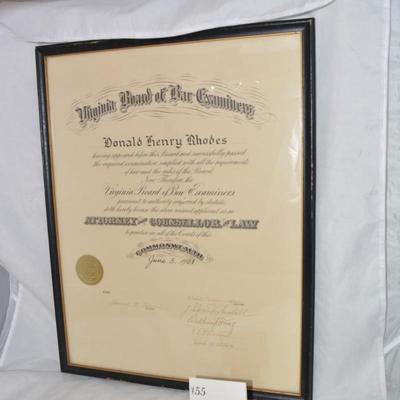 Virginia Board of Bar Examiners
Donald Henry Rhodes
having appeared before this Board and successfully passed
the required examination, complied with all the requirements
of law and the rules of the Board,
Now Therefore, the
Virginia Board of Bar Examiners
pursuant to authority conferred by statute,
doth hereby license the above named applicant as an
ATTORNEY AND COUNSELLOR AT LAW
to practice in all the Courts of this
COMMONWEALTH
June 3,
455